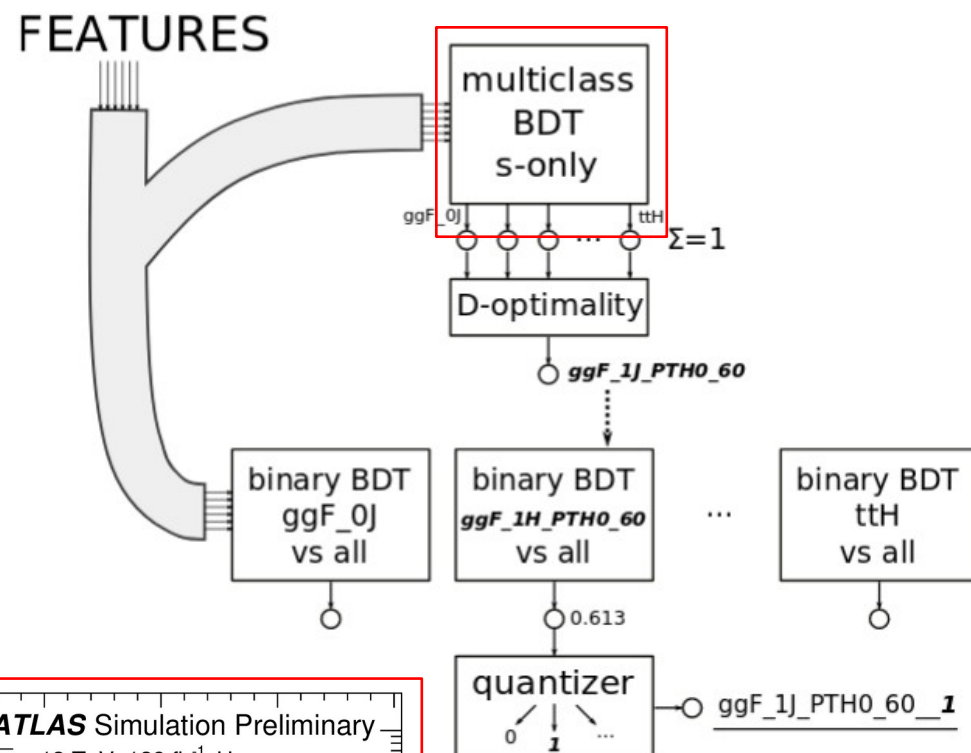 FEATURES
multiclass
BDT
s-only
ggF_0J
ttH
...
Σ=1
D-optimality
ggF_1J_PTH0_60
binary BDT
ggF_0J
vs all
binary BDT
ggF_1H_PTH0_60
vs all
...
binary BDT
ttH
vs all
0.613
quantizer
0
1
...
ggF_1J_PTH0_60__1
ATLAS Simulation Preliminary